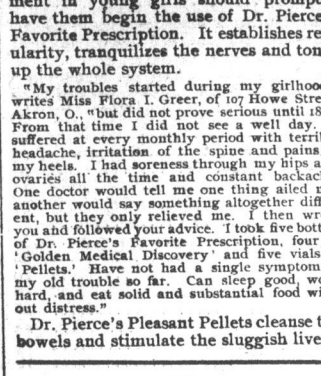 ment in young girls should prompt
have them begin the use of Dr. Pierce
Favorite Prescription. It establishes re
ularity, tranquilizes the nerves and ton
up the whole system.
"My troubles started during my girlhoo
writes Miss Flora I. Greer, of 107 Howe Stre
Akron, O., "but did not prove serious until 18
From that time I did not see a well day.
suffered at every monthly period with terri
headache, irritation of the spine and pains
my heels. I had soreness through my hips a
ovaries all the time and constant backac
One doctor would tell me one thing ailed m
another would say something altogether dif
ent, but they only relieved me. I then wr
you and followed your advice. I took five bot
of Dr. Pierce's Favorite Prescription, four
'Golden Medical Discovery' and five vials
'Pellets.' Have not had a single symptom
my old trouble so far. Can sleep good, wo
hard, and eat solid and substantial food wi
out distress."
Dr. Pierce's Pleasant Pellets cleanse t
bowels and stimulate the sluggish live